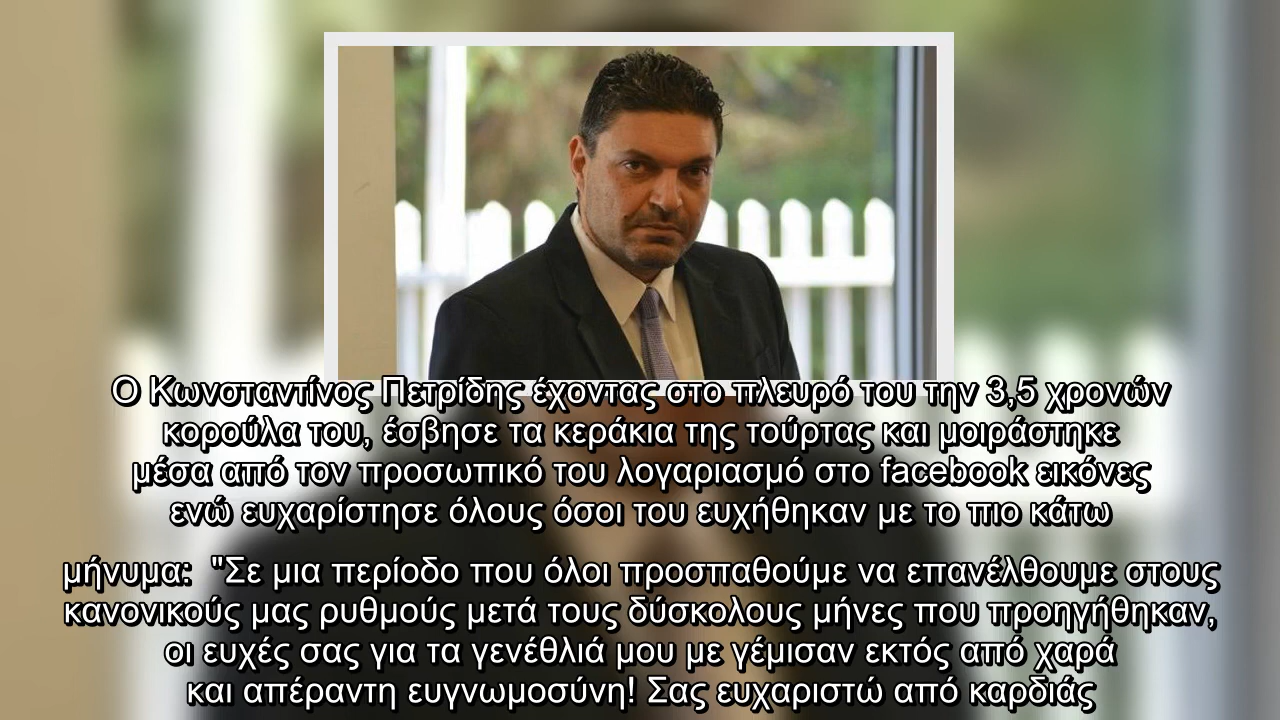 Ο Κωνσταντίνος Πετρίδης έχοντας στο πλευρό του την 3,5 χρονών
κορούλα του, έσβησε τα κεράκια της τούρτας και μοιράστηκε
μέσα από τον προσωπικό του λογαριασμό στο facebook εικόνες
ενώ ευχαρίστησε όλους όσοι του ευχήθηκαν με το πιο κάτω
μήνυμα: "Σε μια περίοδο που όλοι προσπαθούμε να επανέλθουμε στους
κανονικούς μας ρυθμούς μετά τους δύσκολους μήνες που προηγήθηκαν,
οι ευχές σας για τα γενέθλιά μου με γέμισαν εκτός από χαρά
και απέραντη ευγνωμοσύνη! Σας ευχαριστώ από καρδιάς